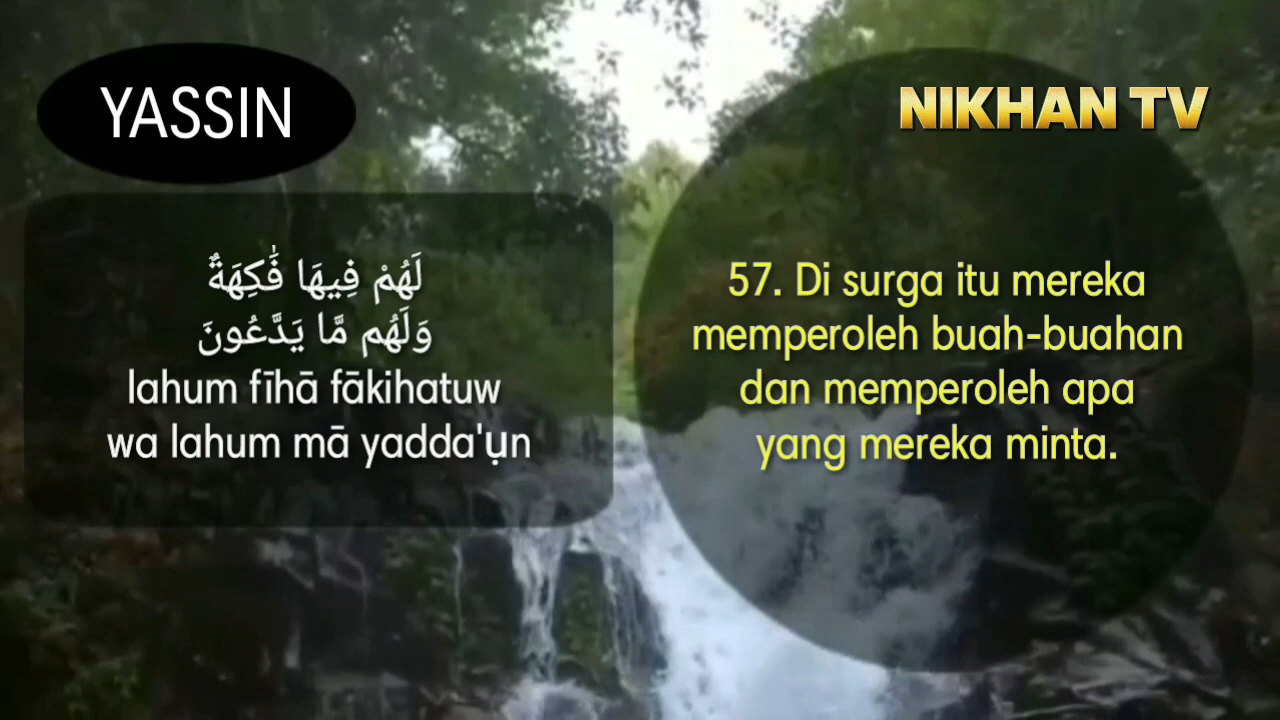 YASSIN
NIKHAN TV
لَهُمْ فِيهَا فَٰكِهَةٌ
وَلَهُم مَّا يَدَّعُونَ
lahum fīhā fākihatuw
wa lahum mā yadda'ụn
57. Di surga itu mereka
memperoleh buah-buahan
dan memperoleh apa
yang mereka minta.